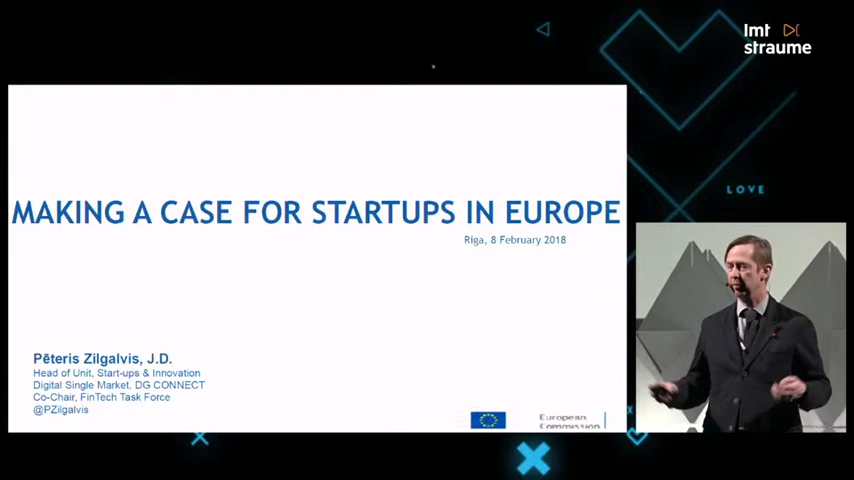 lmt
straume
LOVE
MAKING A CASE FOR STARTUPS IN EUROPE
Riga, 8 February 2018
Pēteris Zilgalvis, J.D.
Head of Unit, Start-ups & Innovation
Digital Single Market, DG CONNECT
Co-Chair, FinTech Task Force
@PZilgalvis
European
Commission